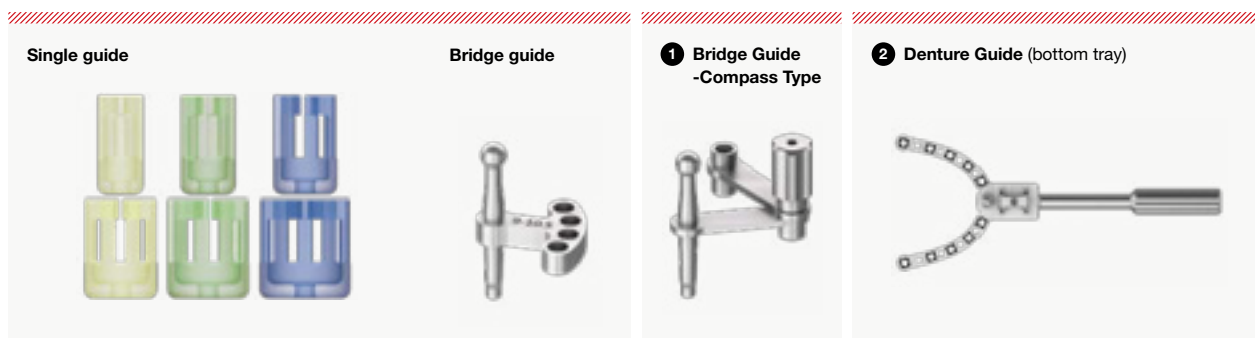 Single guide
Bridge guide
1 Bridge Guide
-Compass Type
2 Denture Guide (bottom tray)